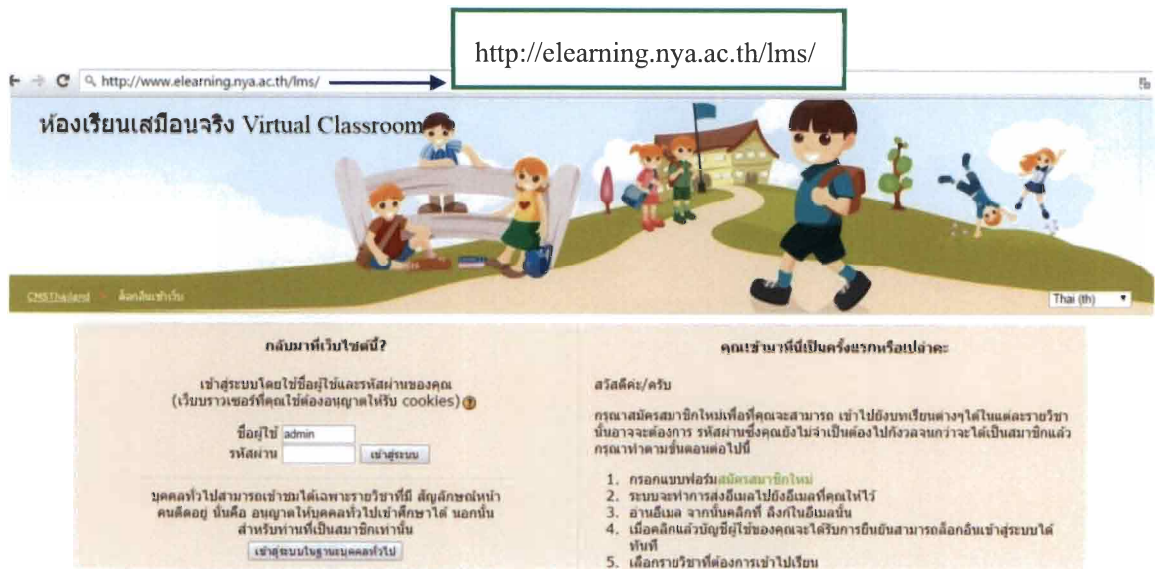 http://elearning.nya.ac.th/lms/
http://www.elearning.nya.ac.th/lms/
ห้องเรียนเสมือนจริง Virtual Classroom
CMSThailand ล็อกอินเข้าเว็บ
Thai (th)
กลับมาที่เว็บไซต์นี้?
เข้าสู่ระบบโดยใช้ชื่อผู้ใช้และรหัสผ่านของคุณ
(เว็บบราวเซอร์ที่คุณใช้ต้องอนุญาตให้รับ cookies)
ชื่อผู้ใช้ admin
รหัสผ่าน เข้าสู่ระบบ
บุคคลทั่วไปสามารถเข้าชมได้เฉพาะรายวิชาที่มี สัญลักษณ์หน้า
คนติดอยู่ นั่นคือ อนุญาตให้บุคคลทั่วไปเข้าศึกษาได้ นอกนั้น
สำหรับท่านที่เป็นสมาชิกเท่านั้น
เข้าสู่ระบบในฐานะบุคคลทั่วไป
คุณเข้ามาที่นี่เป็นครั้งแรกหรือเปล่าคะ
สวัสดีค่ะ/ครับ
กรุณาสมัครสมาชิกใหม่เพื่อที่คุณจะสามารถ เข้าไปยังบทเรียนต่างๆได้ในแต่ละรายวิชา
นั้นอาจจะต้องการ รหัสผ่านซึ่งคุณยังไม่จำเป็นต้องไปกังวลจนกว่าจะได้เป็นสมาชิกแล้ว
กรุณาทำตามขั้นตอนต่อไปนี้
1. กรอกแบบฟอร์มสมัครสมาชิกใหม่
2. ระบบจะทำการส่งอีเมลไปยังอีเมลที่คุณให้ไว้
3. อ่านอีเมล จากนั้นคลิกที่ ลิงก์ในอีเมลนั้น
4. เมื่อคลิกแล้วบัญชีผู้ใช้ของคุณจะได้รับการยืนยันสามารถล็อกอินเข้าสู่ระบบได้
ทันที
5. เลือกรายวิชาที่ต้องการเข้าไปเรียน